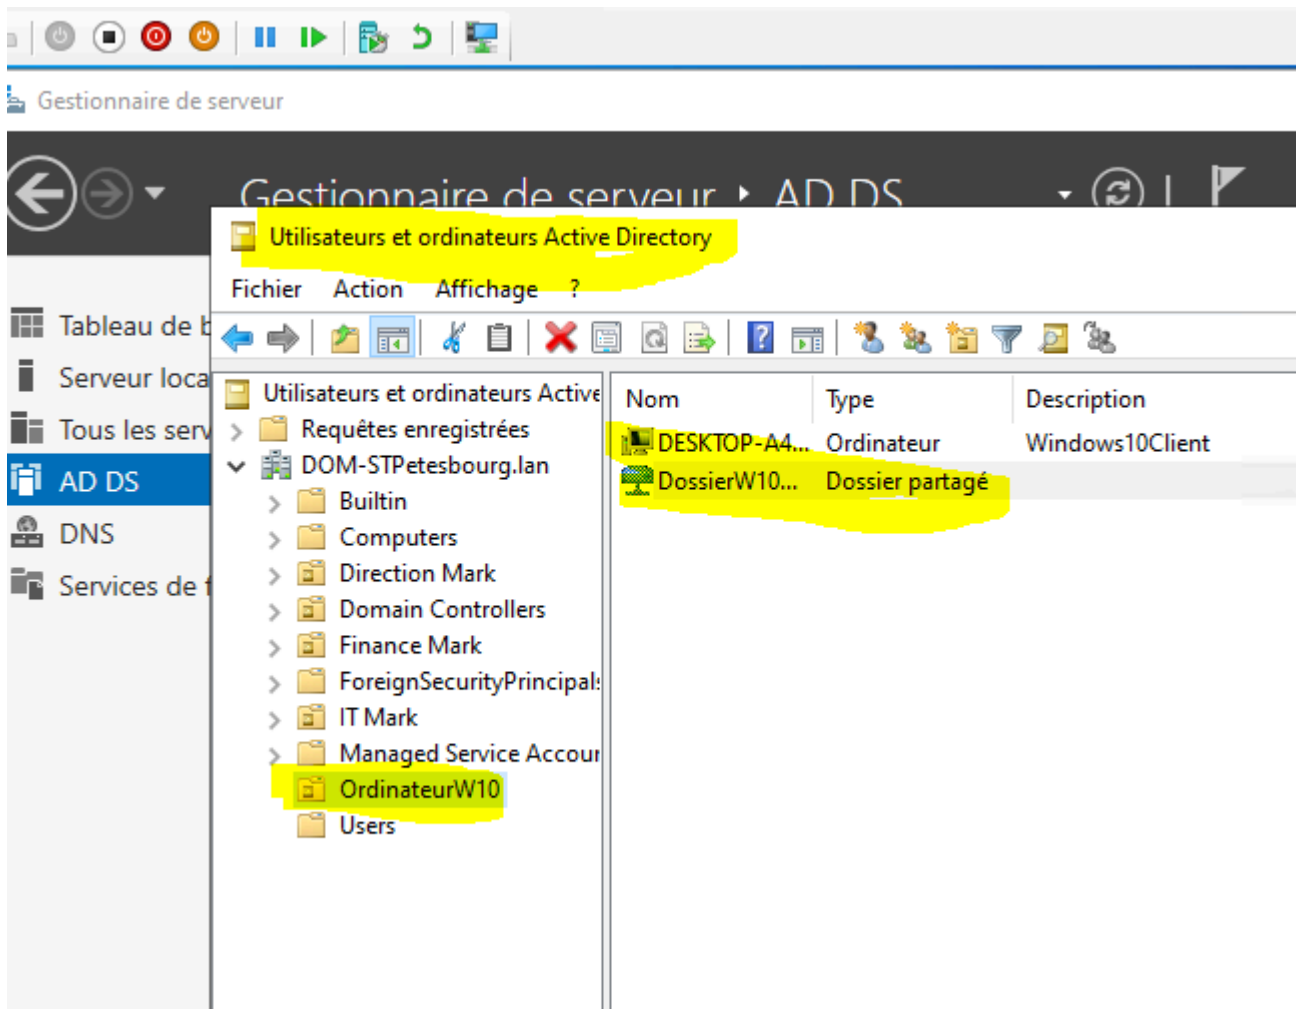 Gestionnaire de serveur
Gestionnaire de serveur AD DS
Utilisateurs et ordinateurs Active Directory
Fichier Action Affichage ?
Tableau de b
Serveur loca
Tous les serv
AD DS
DNS
Services de f
Utilisateurs et ordinateurs Active
Requêtes enregistrées
DOM-STPetesbourg.lan
Builtin
Computers
Direction Mark
Domain Controllers
Finance Mark
ForeignSecurityPrincipal
IT Mark
Managed Service Accour
OrdinateurW10
Users
Nom Type Description
DESKTOP-A4... Ordinateur Windows10Client
DossierW10... Dossier partagé